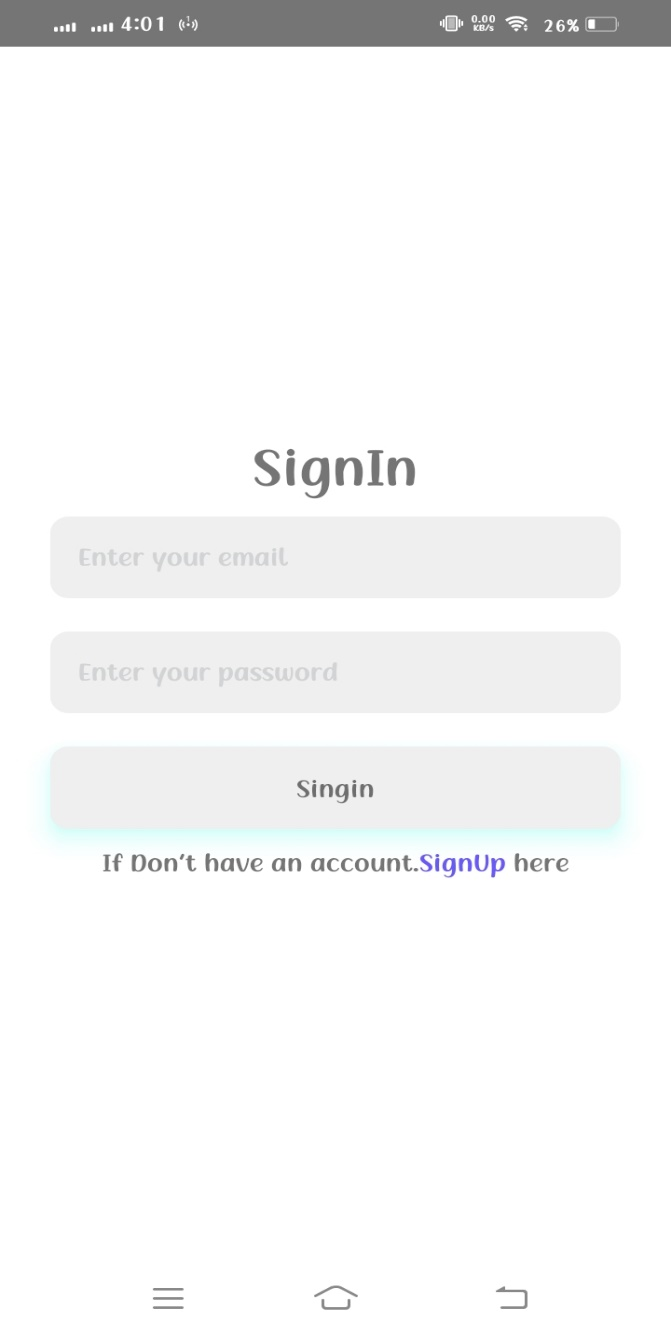 4:01 0.00 KB/s 26%
SignIn
Enter your email
Enter your password
Singin
If Don't have an account.SignUp here